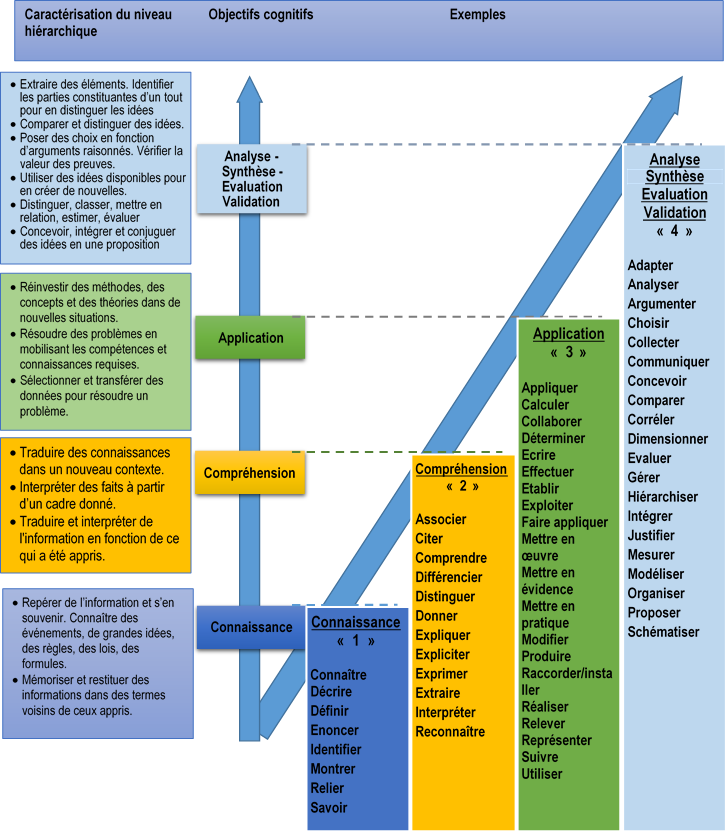 Caractérisation du niveau
hiérarchique
Objectifs cognitifs
Exemples
• Extraire des éléments. Identifier
les parties constituantes d'un tout
pour en distinguer les idées
• Comparer et distinguer des idées.
• Poser des choix en fonction
d'arguments raisonnés. Vérifier la
valeur des preuves.
• Utiliser des idées disponibles pour
en créer de nouvelles.
• Distinguer, classer, mettre en
relation, estimer, évaluer
• Concevoir, intégrer et conjuguer
des idées en une proposition
• Réinvestir des méthodes, des
concepts et des théories dans de
nouvelles situations.
• Résoudre des problèmes en
mobilisant les compétences et
connaissances requises.
• Sélectionner et transférer des
données pour résoudre un
problème.
• Traduire des connaissances
dans un nouveau contexte.
• Interpréter des faits à partir
d'un cadre donné.
• Traduire et interpréter de
l'information en fonction de ce
qui a été appris.
• Repérer de l'information et s'en
souvenir. Connaître des
événements, de grandes idées,
des règles, des lois, des
formules.
• Mémoriser et restituer des
informations dans des termes
voisins de ceux appris.
Analyse -
Synthèse -
Evaluation
Validation
Application
Compréhension
Connaissance
Connaissance
« 1 »
Connaître
Décrire
Définir
Enoncer
Identifier
Montrer
Relier
Savoir
Compréhension
« 2 »
Associer
Citer
Comprendre
Différencier
Distinguer
Donner
Expliquer
Expliciter
Exprimer
Extraire
Interpréter
Reconnaître
Application
« 3 »
Appliquer
Calculer
Collaborer
Déterminer
Ecrire
Effectuer
Etablir
Exploiter
Faire appliquer
Mettre en
œuvre
Mettre en
évidence
Mettre en
pratique
Modifier
Produire
Raccorder/insta
ller
Réaliser
Relever
Représenter
Suivre
Utiliser
Analyse
Synthèse
Evaluation
Validation
« 4 »
Adapter
Analyser
Argumenter
Choisir
Collecter
Communiquer
Concevoir
Comparer
Corréler
Dimensionner
Evaluer
Gérer
Hiérarchiser
Intégrer
Justifier
Mesurer
Modéliser
Organiser
Proposer
Schématiser